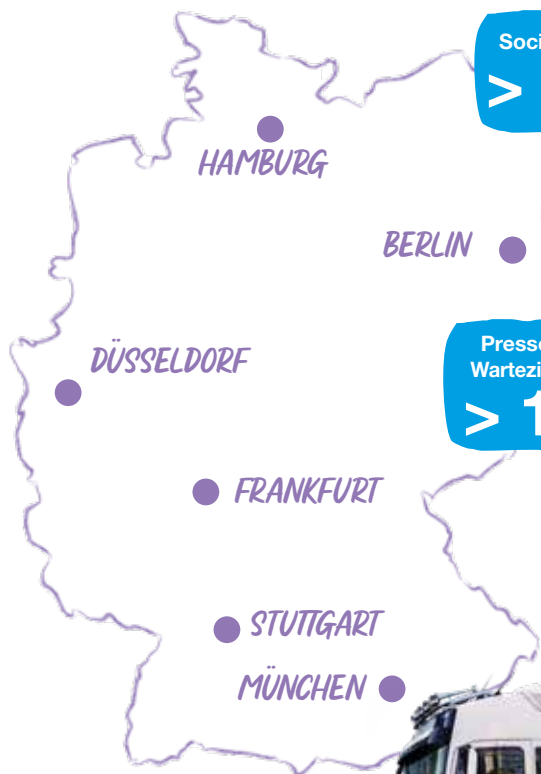 >
HAMBURG
BERLIN
DÜSSELDORF
>
FRANKFURT
STUTTGART
MÜNCHEN